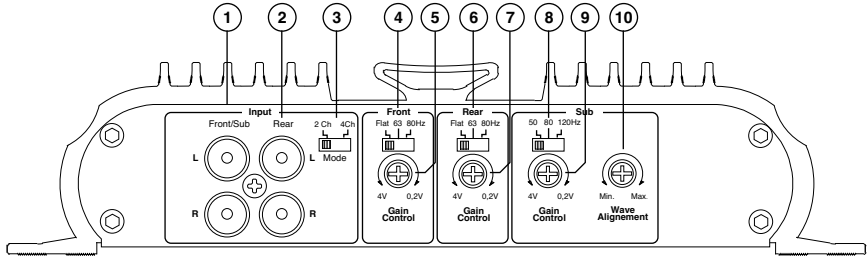 1 2 3 4 5 6 7 8 9 10
Input Front Rear Sub
Front/Sub Rear 2 Ch 4Ch Flat 63 80Hz Flat 63 80Hz 50 80 120Hz
L L Mode
4V 0,2V 4V 0,2V 4V 0,2V Min. Max.
R R Gain Control Gain Control Gain Control Wave Alignement